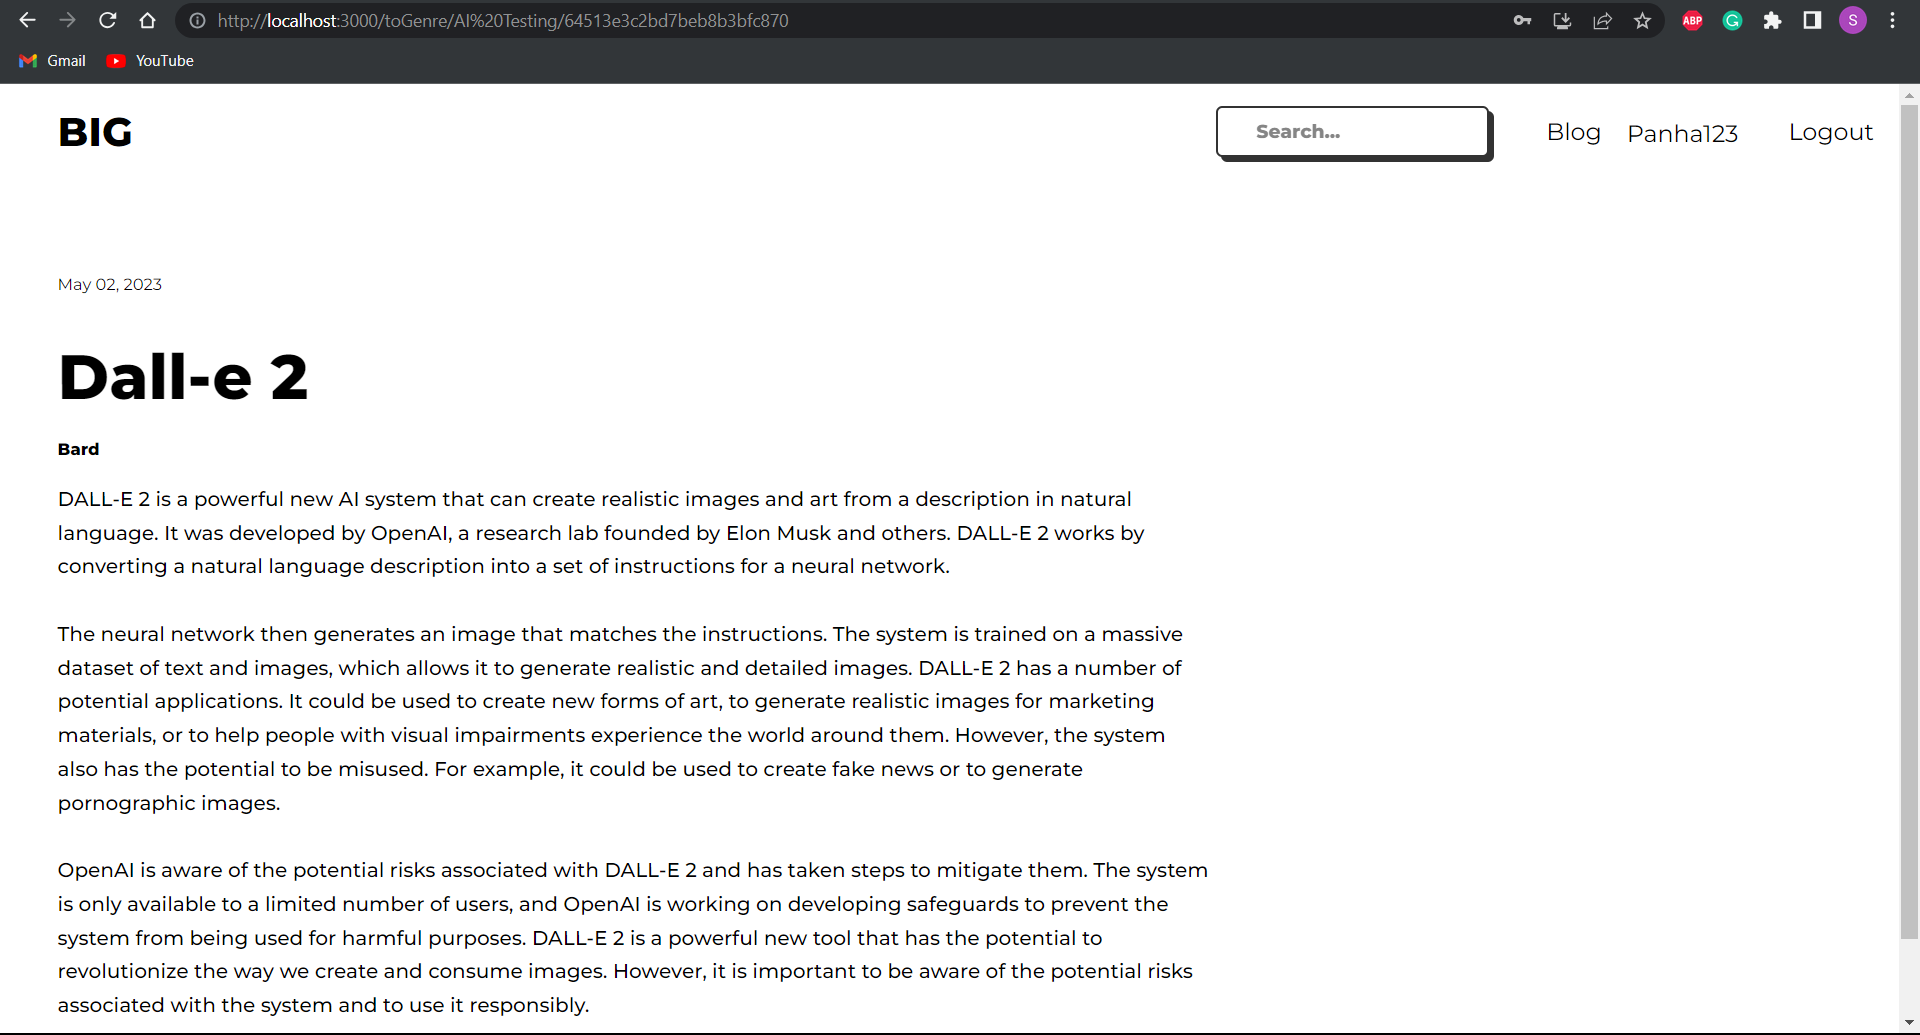 http://localhost:3000/toGenre/AI%20Testing/64513e3c2bd7beb8b3bfc870
ABP
G
S
Gmail
YouTube
BIG
Search...
Blog
Panha123
Logout
May 02, 2023
Dall-e 2
Bard
DALL-E 2 is a powerful new AI system that can create realistic images and art from a description in natural
language. It was developed by OpenAI, a research lab founded by Elon Musk and others. DALL-E 2 works by
converting a natural language description into a set of instructions for a neural network.
The neural network then generates an image that matches the instructions. The system is trained on a massive
dataset of text and images, which allows it to generate realistic and detailed images. DALL-E 2 has a number of
potential applications. It could be used to create new forms of art, to generate realistic images for marketing
materials, or to help people with visual impairments experience the world around them. However, the system
also has the potential to be misused. For example, it could be used to create fake news or to generate
pornographic images.
OpenAI is aware of the potential risks associated with DALL-E 2 and has taken steps to mitigate them. The system
is only available to a limited number of users, and OpenAI is working on developing safeguards to prevent the
system from being used for harmful purposes. DALL-E 2 is a powerful new tool that has the potential to
revolutionize the way we create and consume images. However, it is important to be aware of the potential risks
associated with the system and to use it responsibly.